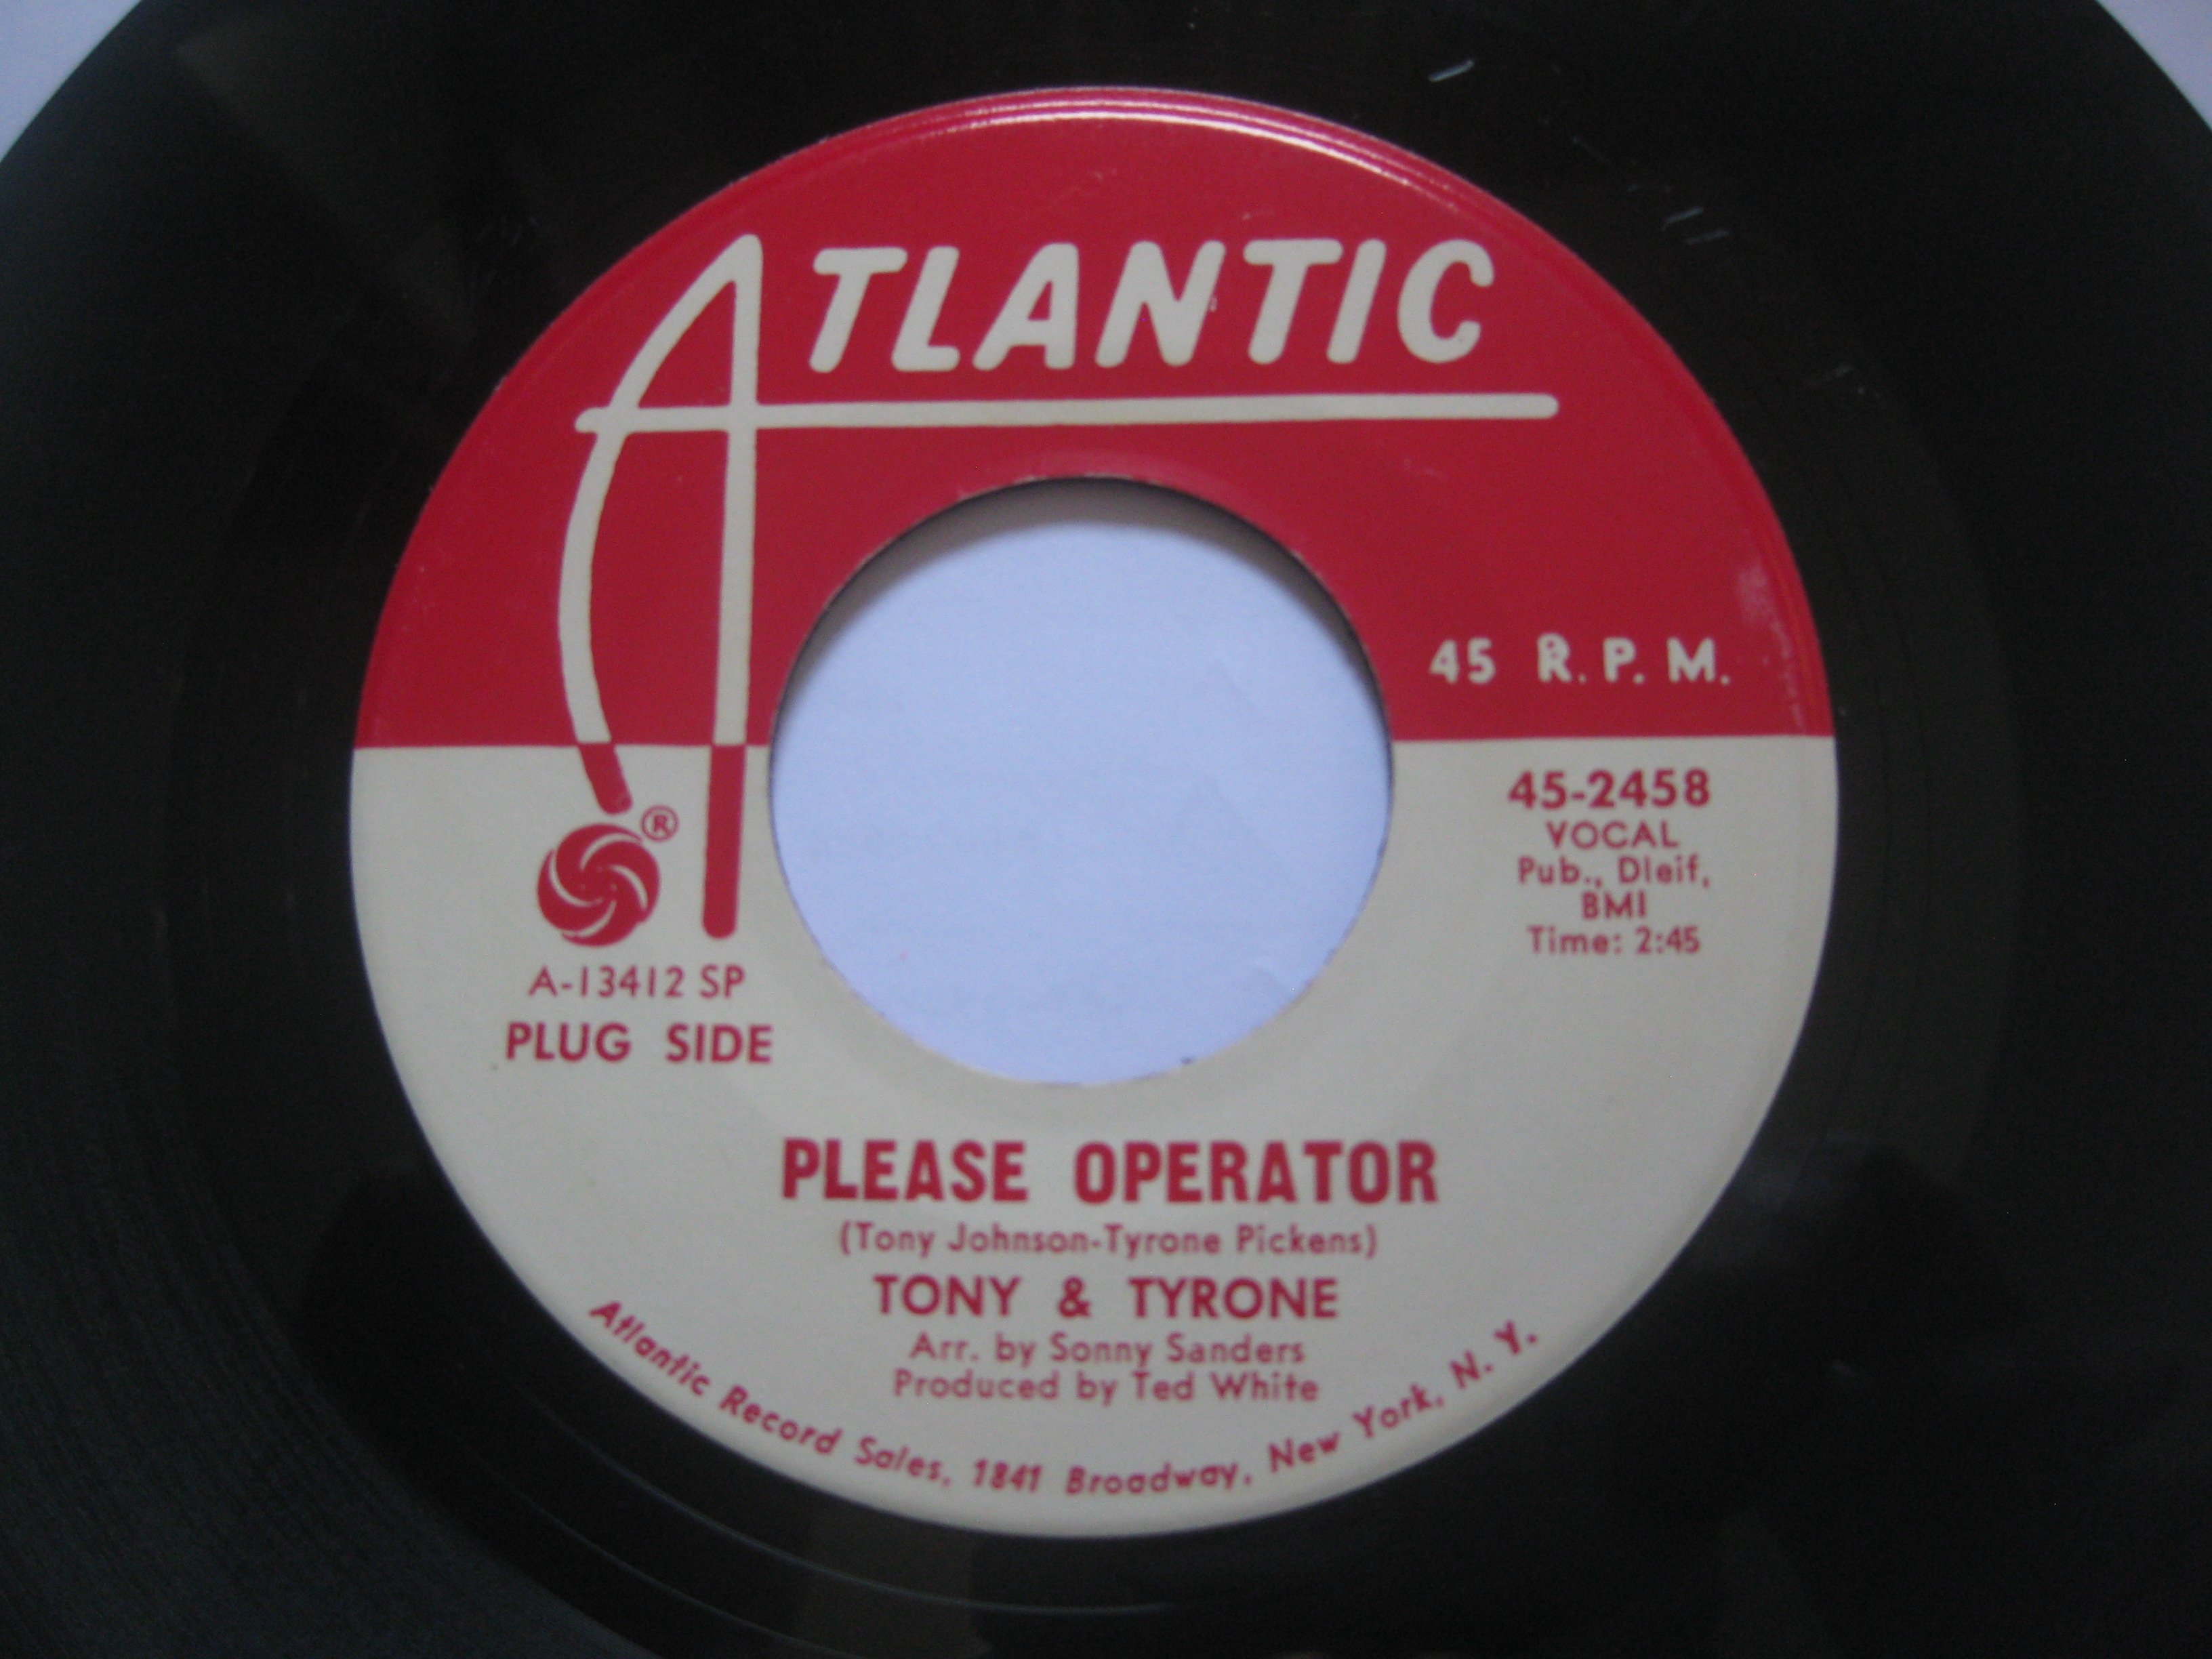 ATLANTIC
45 R.P.M.
45-2458
VOCAL
Pub., Dleif,
BMI
Time: 2:45
®
A-13412 SP
PLUG SIDE
PLEASE OPERATOR
(Tony Johnson-Tyrone Pickens)
TONY & TYRONE
Arr. by Sonny Sanders
Produced by Ted White
Atlantic Record Sales, 1841 Broadway, New York, N. Y.